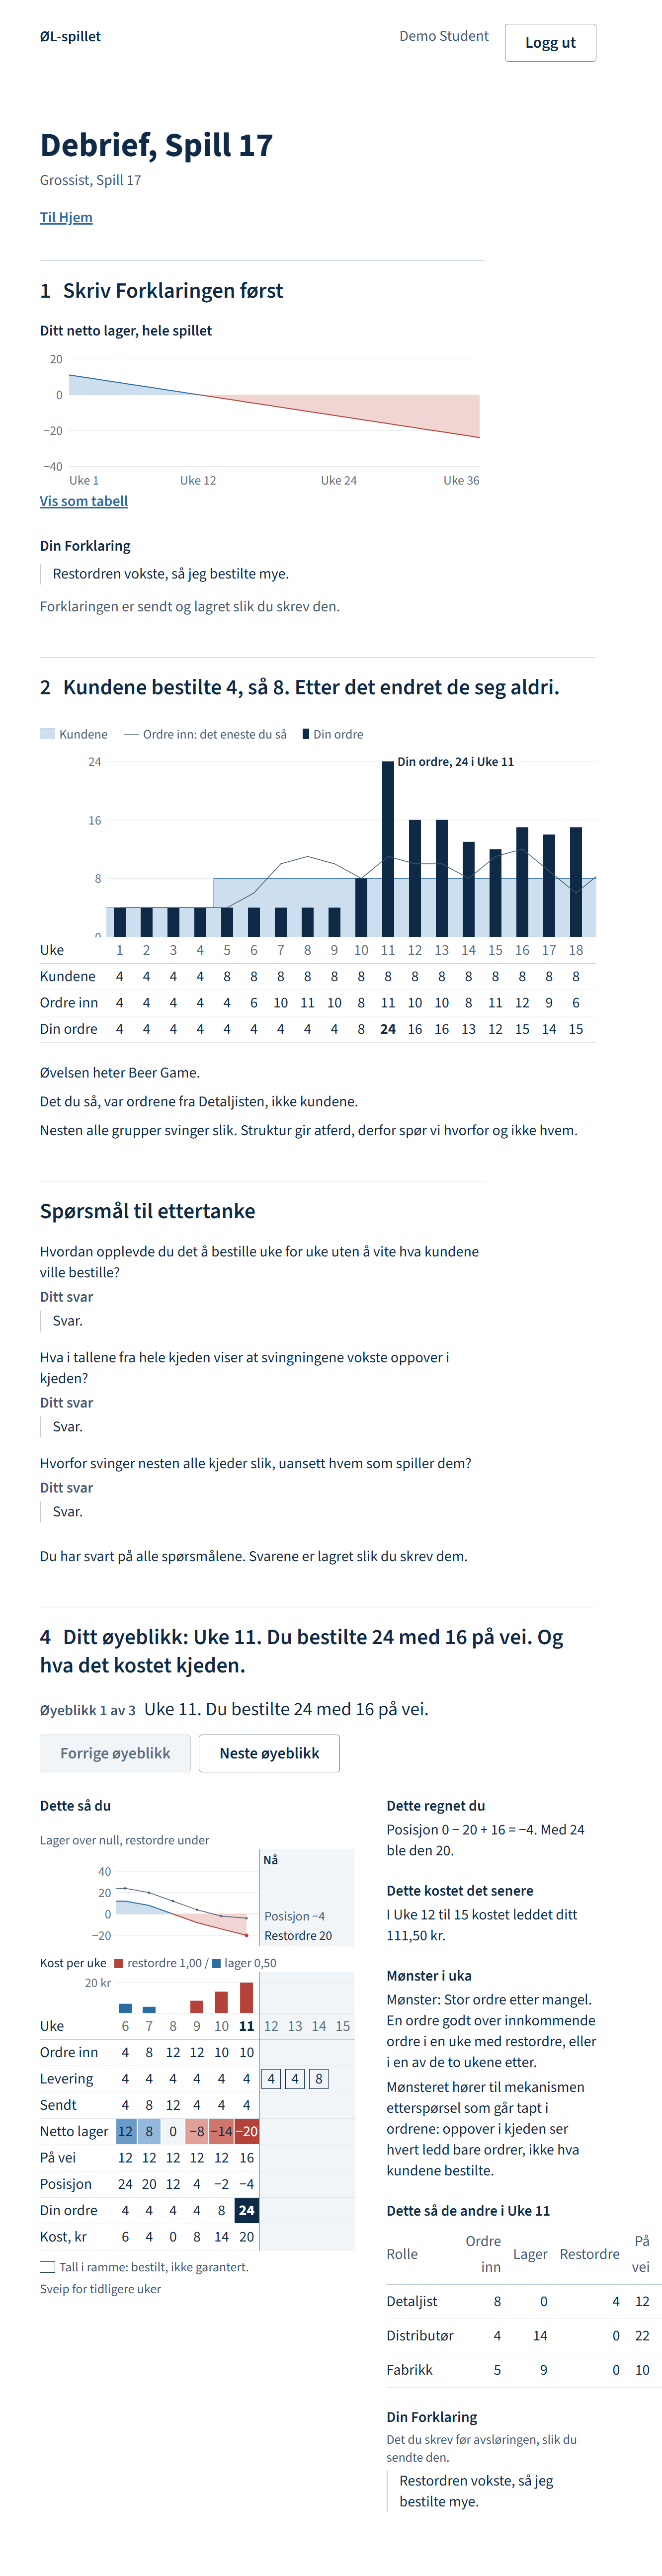 ØL-spillet
Demo Student
Logg ut
Debrief, Spill 17
Grossist, Spill 17
Til Hjem
1 Skriv Forklaringen først
Ditt netto lager, hele spillet
20
0
−20
−40
Uke 1 Uke 12 Uke 24 Uke 36
Vis som tabell
Din Forklaring
Restordren vokste, så jeg bestilte mye.
Forklaringen er sendt og lagret slik du skrev den.
2 Kundene bestilte 4, så 8. Etter det endret de seg aldri.
Kundene Ordre inn: det eneste du så Din ordre
24 Din ordre, 24 i Uke 11
16
8
0
Uke 1 2 3 4 5 6 7 8 9 10 11 12 13 14 15 16 17 18
Kundene 4 4 4 4 8 8 8 8 8 8 8 8 8 8 8 8 8 8
Ordre inn 4 4 4 4 4 6 10 11 10 8 11 10 10 8 11 12 9 6
Din ordre 4 4 4 4 4 4 4 4 4 8 24 16 16 13 12 15 14 15
Øvelsen heter Beer Game.
Det du så, var ordrene fra Detaljisten, ikke kundene.
Nesten alle grupper svinger slik. Struktur gir atferd, derfor spør vi hvorfor og ikke hvem.
Spørsmål til ettertanke
Hvordan opplevde du det å bestille uke for uke uten å vite hva kundene
ville bestille?
Ditt svar
Svar.
Hva i tallene fra hele kjeden viser at svingningene vokste oppover i
kjeden?
Ditt svar
Svar.
Hvorfor svinger nesten alle kjeder slik, uansett hvem som spiller dem?
Ditt svar
Svar.
Du har svart på alle spørsmålene. Svarene er lagret slik du skrev dem.
4 Ditt øyeblikk: Uke 11. Du bestilte 24 med 16 på vei. Og
hva det kostet kjeden.
Øyeblikk 1 av 3 Uke 11. Du bestilte 24 med 16 på vei.
Forrige øyeblikk Neste øyeblikk
Dette så du
Lager over null, restordre under
Nå
40
20
0
−20
Posisjon −4
Restordre 20
Kost per uke restordre 1,00 / lager 0,50
20 kr
Uke 6 7 8 9 10 11 12 13 14 15
Ordre inn 4 8 12 12 10 10
Levering 4 4 4 4 4 4 4 4 8
Sendt 4 8 12 4 4 4
Netto lager 12 8 0 −8 −14 −20
På vei 12 12 12 12 12 16
Posisjon 24 20 12 4 −2 −4
Din ordre 4 4 4 4 8 24
Kost, kr 6 4 0 8 14 20
Tall i ramme: bestilt, ikke garantert.
Sveip for tidligere uker
Dette regnet du
Posisjon 0 − 20 + 16 = −4. Med 24
ble den 20.
Dette kostet det senere
I Uke 12 til 15 kostet leddet ditt
111,50 kr.
Mønster i uka
Mønster: Stor ordre etter mangel.
En ordre godt over innkommende
ordre i en uke med restordre, eller
i en av de to ukene etter.
Mønsteret hører til mekanismen
etterspørsel som går tapt i
ordrene: oppover i kjeden ser
hvert ledd bare ordrer, ikke hva
kundene bestilte.
Dette så de andre i Uke 11
Rolle Ordre inn Lager Restordre På vei
Detaljist 8 0 4 12
Distributør 4 14 0 22
Fabrikk 5 9 0 10
Din Forklaring
Det du skrev før avsløringen, slik du
sendte den.
Restordren vokste, så jeg
bestilte mye.